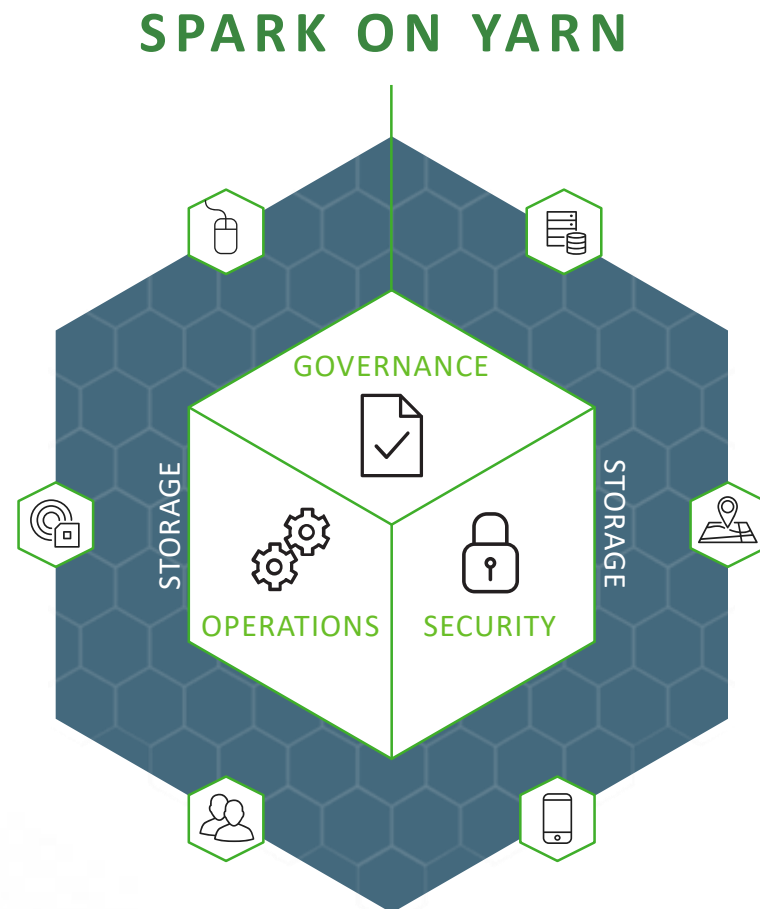 SPARK ON YARN
GOVERNANCE
STORAGE
STORAGE
OPERATIONS
SECURITY